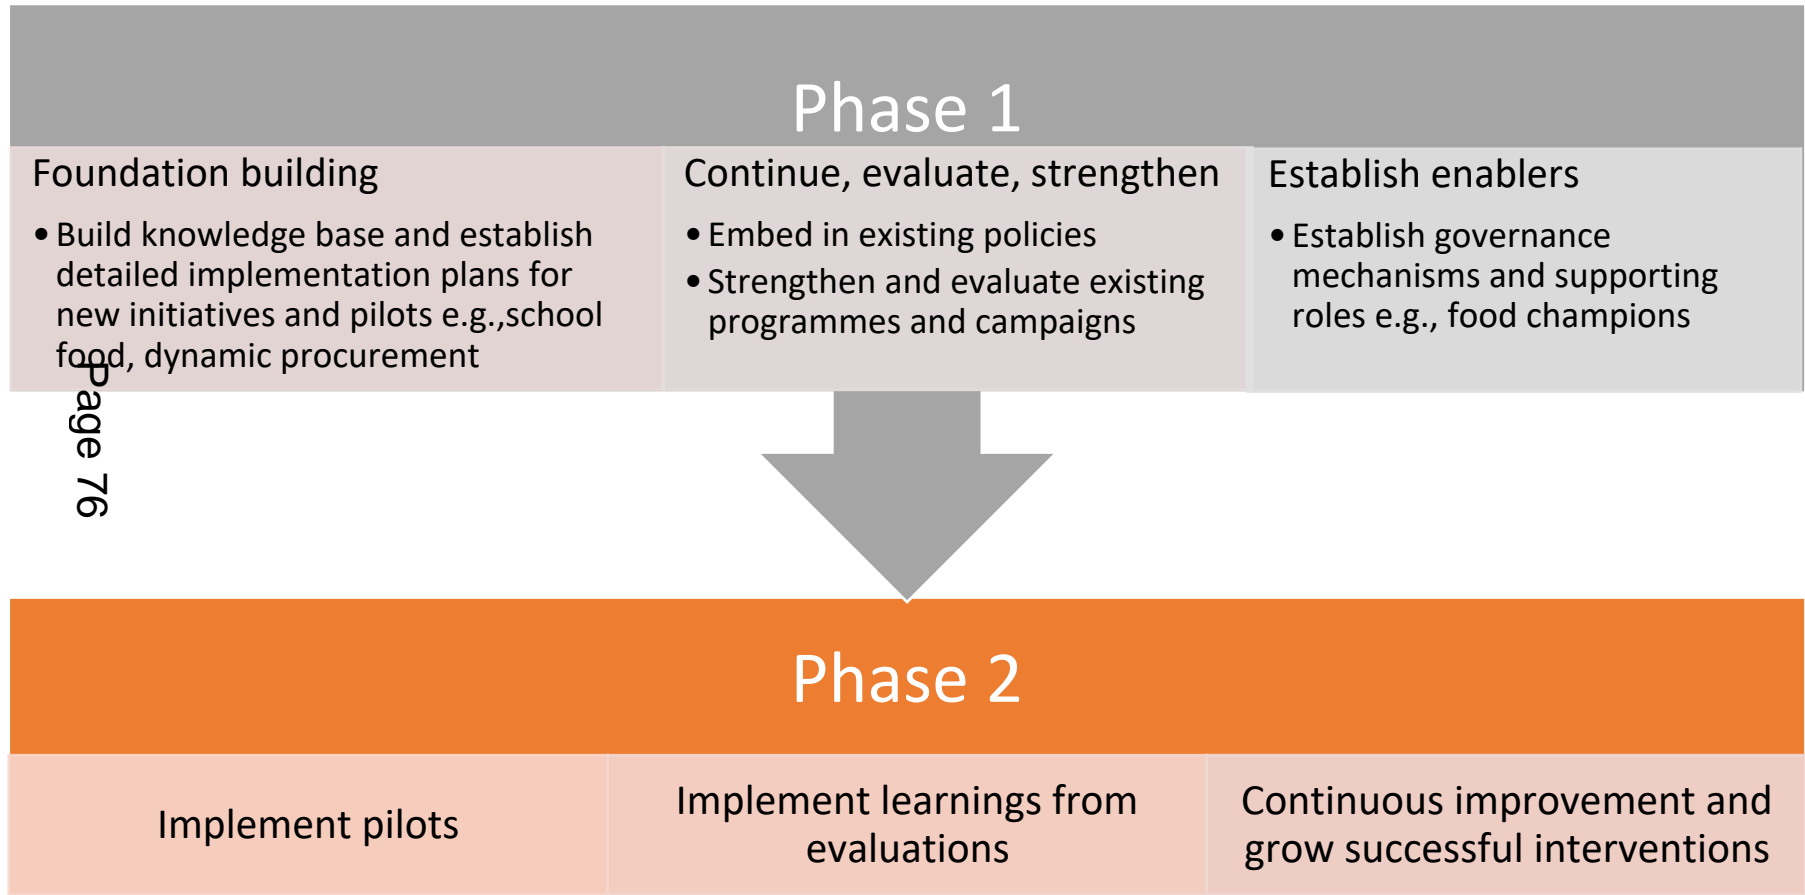 Phase 1
Foundation building
• Build knowledge base and establish
detailed implementation plans for
new initiatives and pilots e.g.,school
food, dynamic procurement
Continue, evaluate, strengthen
• Embed in existing policies
• Strengthen and evaluate existing
programmes and campaigns
Establish enablers
• Establish governance
mechanisms and supporting
roles e.g., food champions
Page 76
Phase 2
Implement pilots
Implement learnings from
evaluations
Continuous improvement and
grow successful interventions